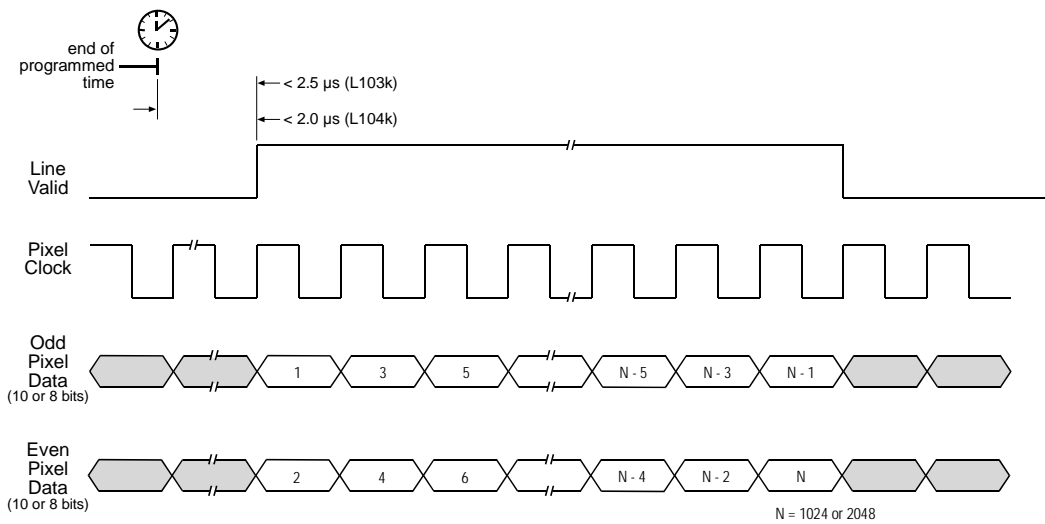 end of
programmed
time
< 2.5 µs (L103k)
< 2.0 µs (L104k)
Line
Valid
Pixel
Clock
Odd
Pixel
Data
(10 or 8 bits)
1 3 5 N - 5 N - 3 N - 1
Even
Pixel
Data
(10 or 8 bits)
2 4 6 N - 4 N - 2 N
N = 1024 or 2048